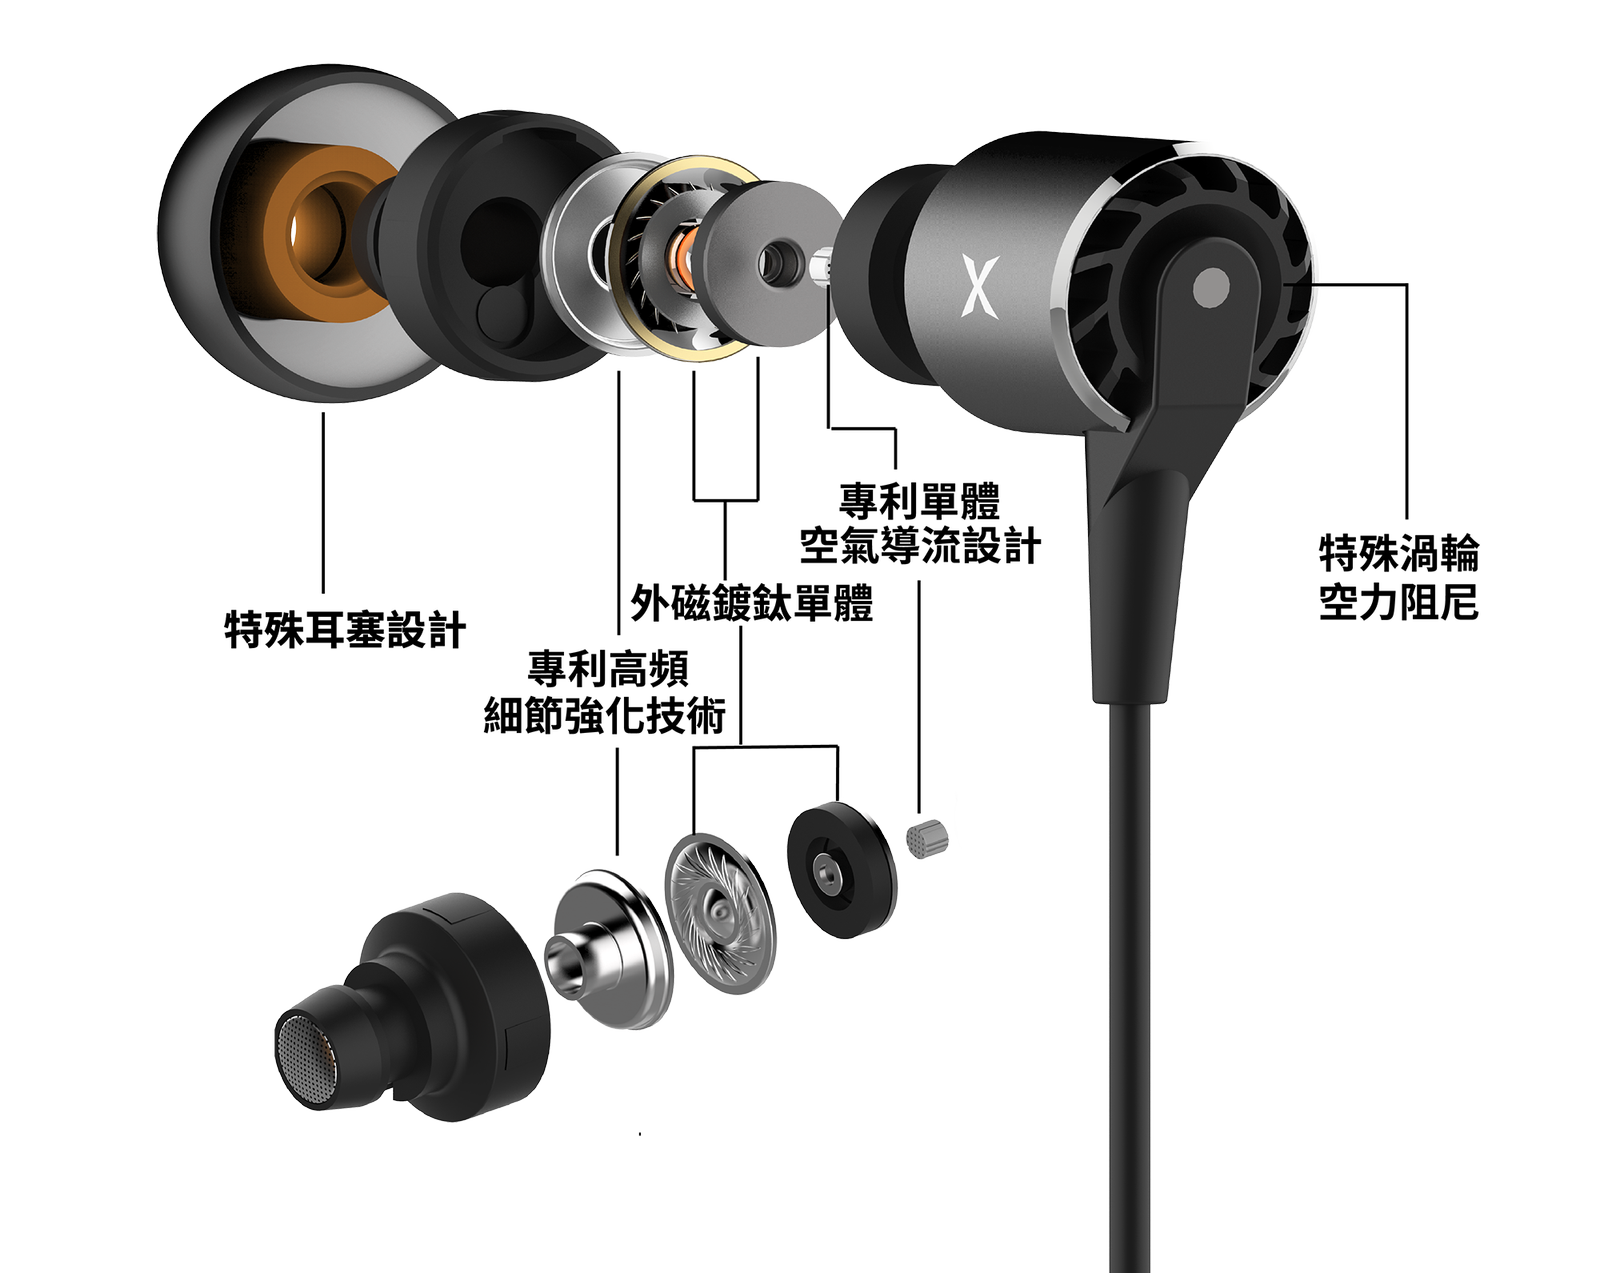 X
專利單體
空氣導流設計
特殊渦輪
空力阻尼
外磁鍍鈦單體
特殊耳塞設計
專利高頻
細節強化技術